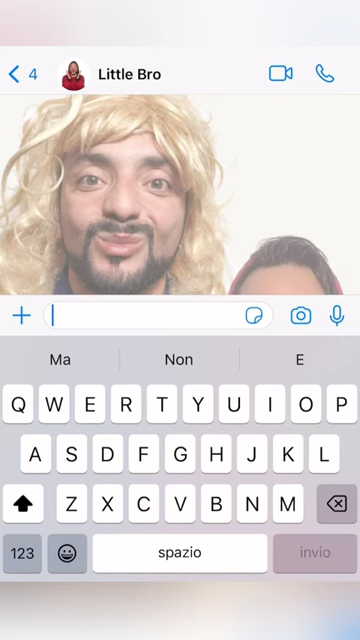 4 Little Bro
Ma Non E
Q W E R T Y U I O P
A S D F G H J K L
Z X C V B N M
123 spazio invio